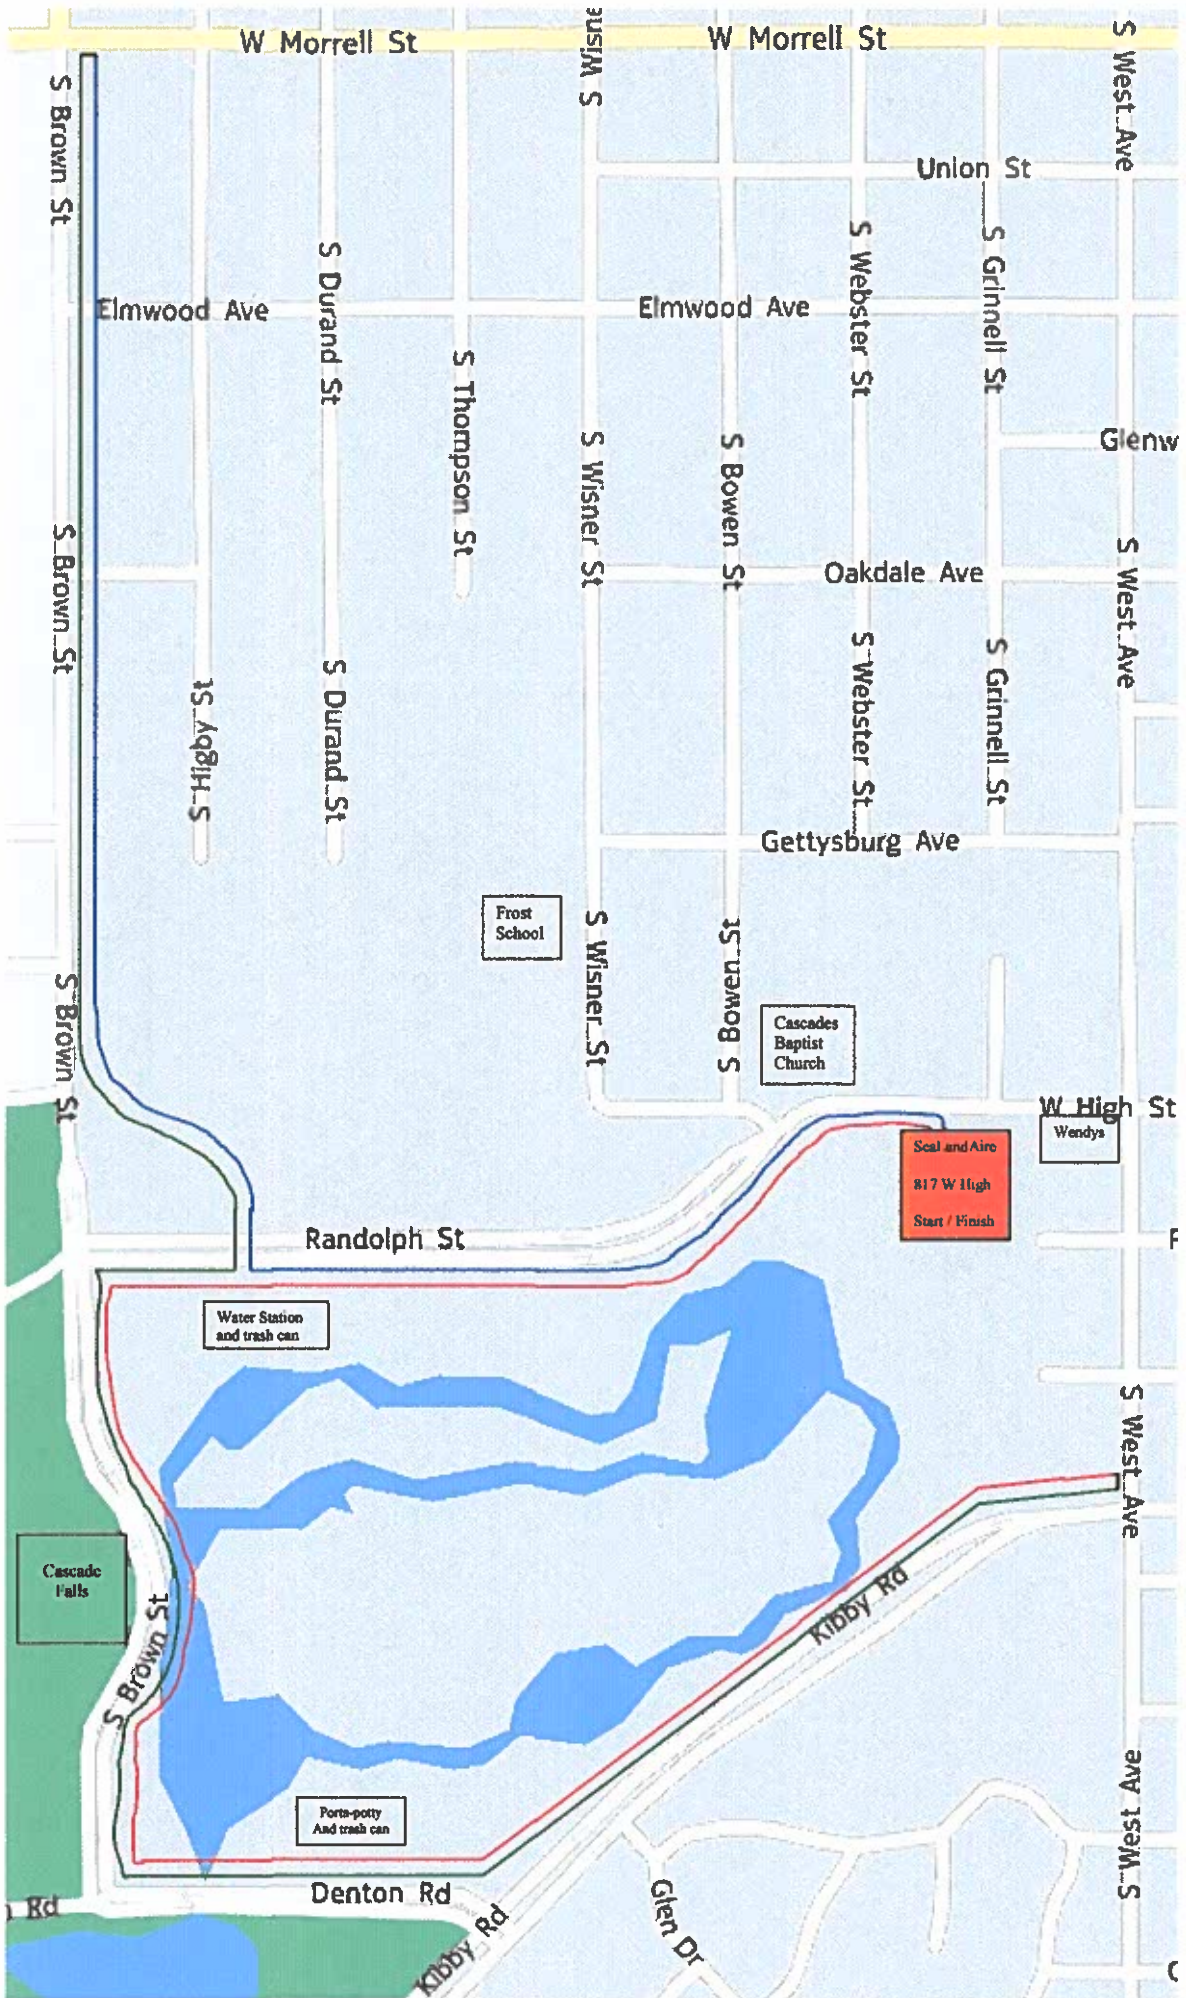 W Morrell St
W Morrell St
S Wisne
S West Ave
S Brown St
Union St
S Durand St
S Webster St
S Grinnell St
Elmwood Ave
Elmwood Ave
S Thompson St
S Wisner St
S Bowen St
Glenw
S Brown St
Oakdale Ave
S West Ave
S Higby St
S Durand St
S Webster St
S Grinnell St
Gettysburg Ave
Frost
School
S Wisner St
S Bowen St
S Brown St
Cascades
Baptist
Church
W High St
Wendys
Seal and Aire
817 W High
Start / Finish
Randolph St
Water Station
and trash can
S West Ave
Cascade
Falls
S Brown St
Kibby Rd
Porta-potty
And trash can
S West Ave
Denton Rd
Rd
Glen Dr
Kibby Rd